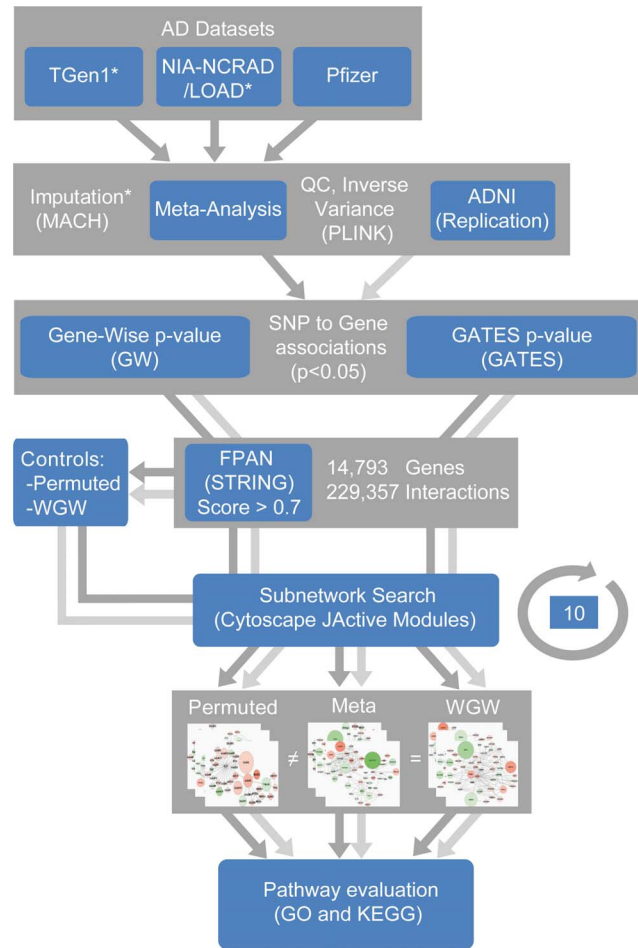 AD Datasets
TGen1*
NIA-NCRAD
/LOAD*
Pfizer
Imputation*
(MACH)
Meta-Analysis
QC, Inverse
Variance
(PLINK)
ADNI
(Replication)
Gene-Wise p-value
(GW)
SNP to Gene
associations
(p<0.05)
GATES p-value
(GATES)
Controls:
-Permuted
-WGW
FPAN
(STRING)
Score > 0.7
14,793 Genes
229,357 Interactions
Subnetwork Search
(Cytoscape JActive Modules)
10
Permuted
Meta
WGW
≠
=
Pathway evaluation
(GO and KEGG)